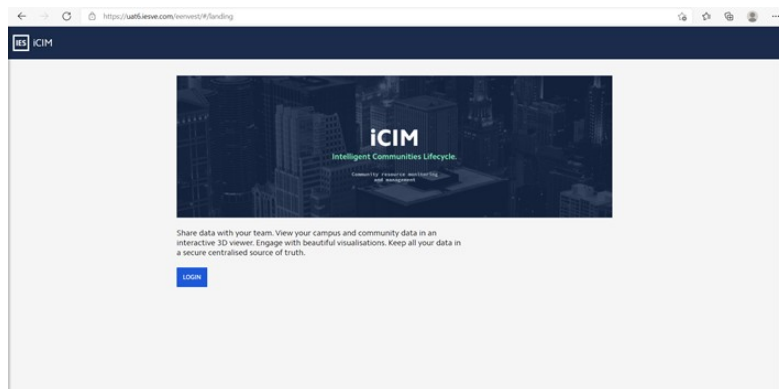 https://uat6.iesve.com/eenvest/#/landing
IES iCIM
iCIM
Intelligent Communities Lifecycle.
Community resource monitoring
and management
Share data with your team. View your campus and community data in an
interactive 3D viewer. Engage with beautiful visualisations. Keep all your data in
a secure centralised source of truth.
LOGIN